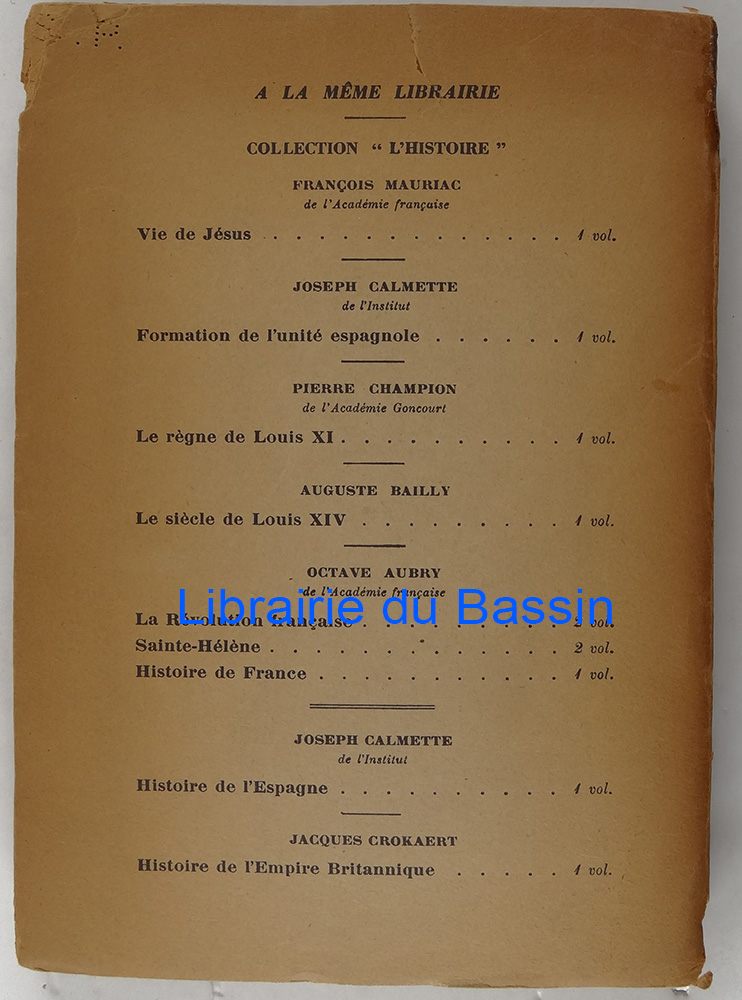 A LA MÊME LIBRAIRIE
COLLECTION “ L'HISTOIRE ”
FRANÇOIS MAURIAC
de l'Académie française
Vie de Jésus . . . . . . . . . . . . . 1 vol.
JOSEPH CALMETTE
de l'Institut
Formation de l'unité espagnole . . . . . . 1 vol.
PIERRE CHAMPION
de l'Académie Goncourt
Le règne de Louis XI . . . . . . . . . . 1 vol.
AUGUSTE BAILLY
Le siècle de Louis XIV . . . . . . . . . 1 vol.
OCTAVE AUBRY
de l'Académie française
Librairie du Bassin
La Révolution française . . . . . . . . . 2 vol.
Sainte-Hélène . . . . . . . . . . . . . 2 vol.
Histoire de France . . . . . . . . . . . 1 vol.
JOSEPH CALMETTE
de l'Institut
Histoire de l'Espagne . . . . . . . . . . 1 vol.
JACQUES CROKAERT
Histoire de l'Empire Britannique . . . . . 1 vol.